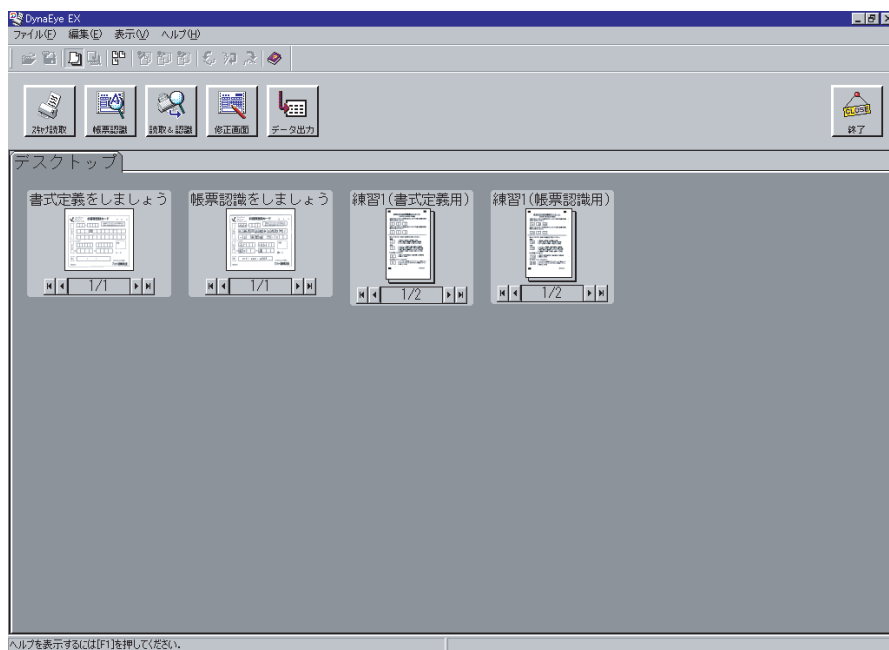 DynaEye EX
ファイル(F) 編集(E) 表示(V) ヘルプ(H)
スキャナ読取 帳票認識 読取&認識 修正画面 データ出力 CLOSE 終了
デスクトップ
書式定義をしましょう 帳票認識をしましょう 練習1(書式定義用) 練習1(帳票認識用)
1/1 1/1 1/2 1/2
ヘルプを表示するには[F1]を押してください。